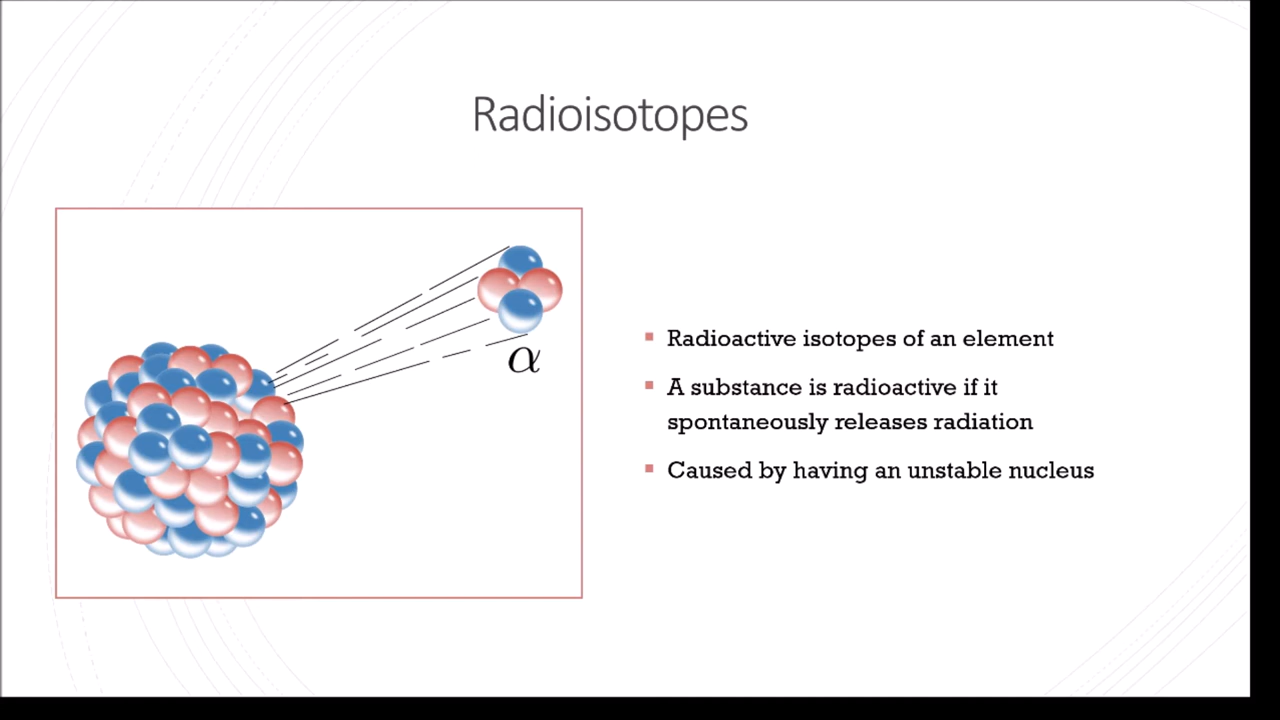 Radioisotopes
α
Radioactive isotopes of an element
A substance is radioactive if it
spontaneously releases radiation
Caused by having an unstable nucleus